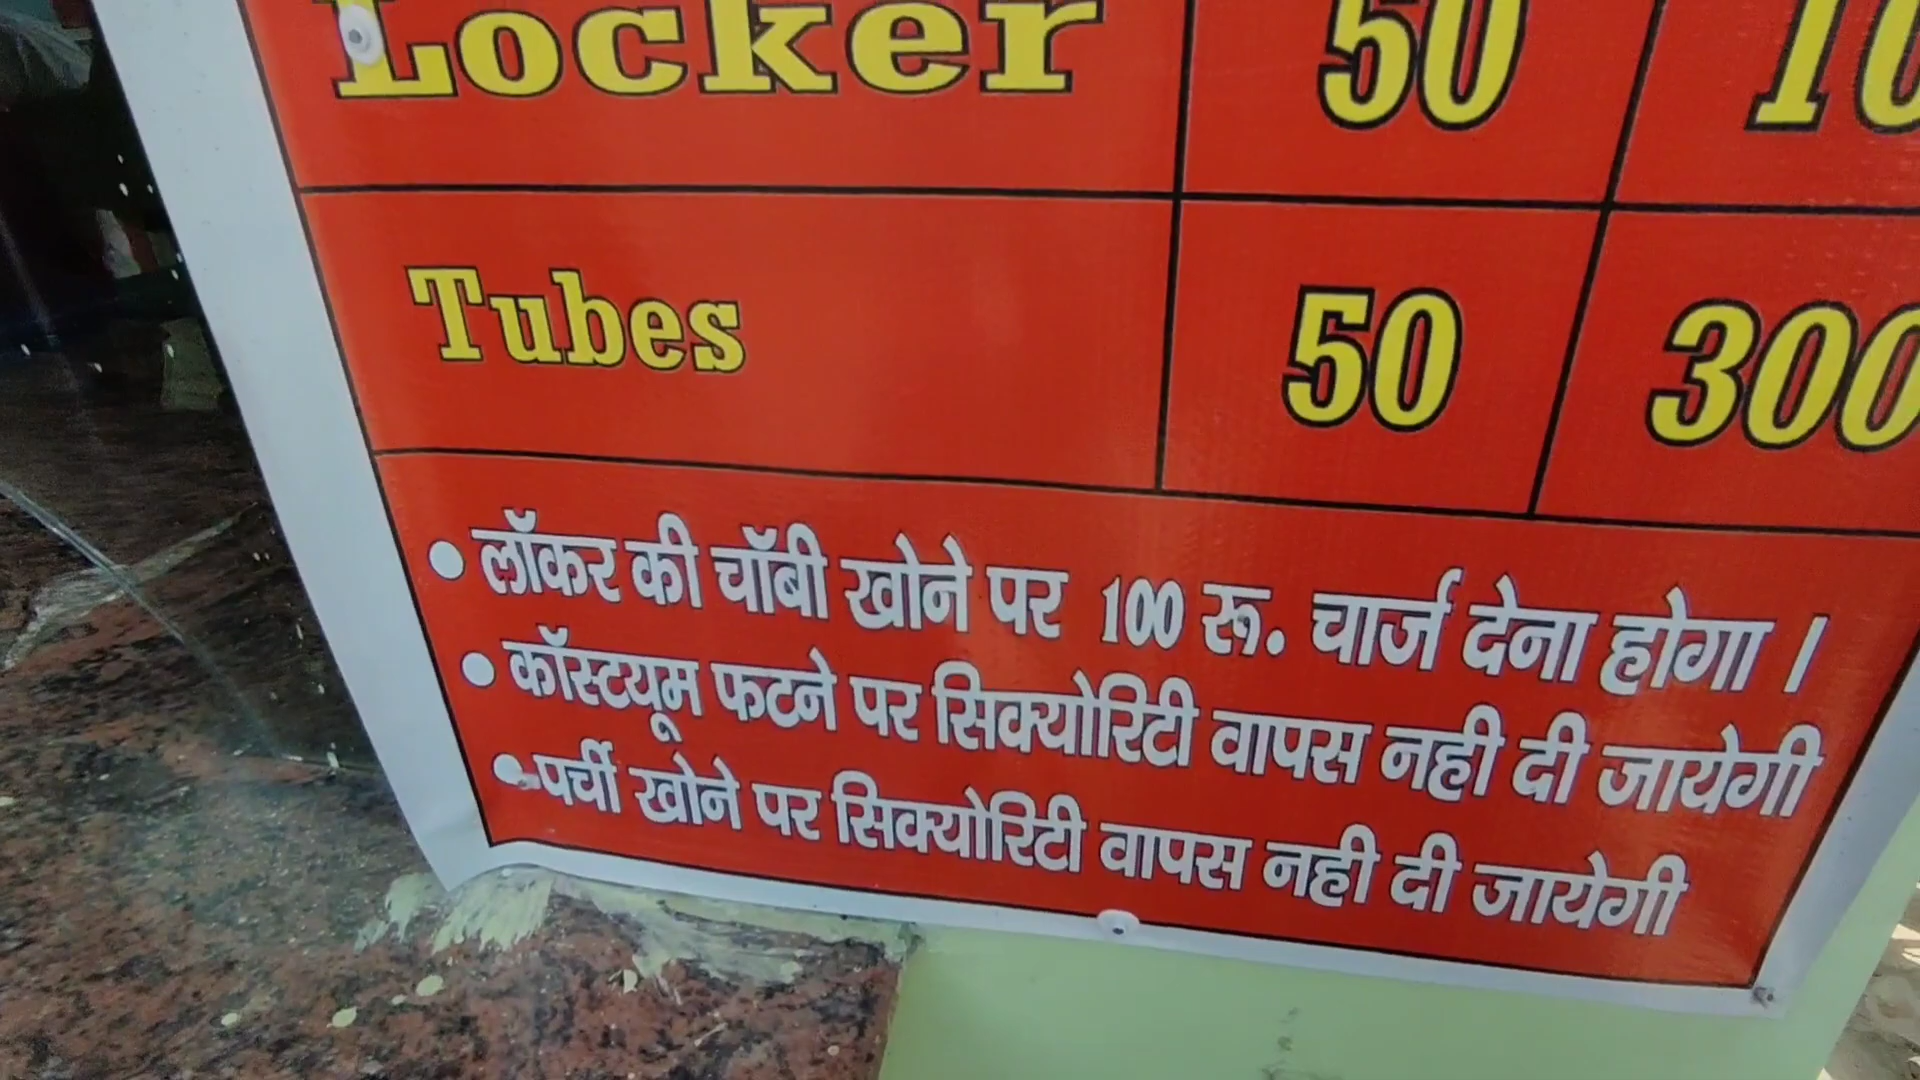 Locker 50
Tubes 50 300
• लॉकर की चॉबी खोने पर 100 रू. चार्ज देना होगा ।
• कॉस्टयूम फटने पर सिक्योरिटी वापस नही दी जायेगी
• पर्ची खोने पर सिक्योरिटी वापस नही दी जायेगी